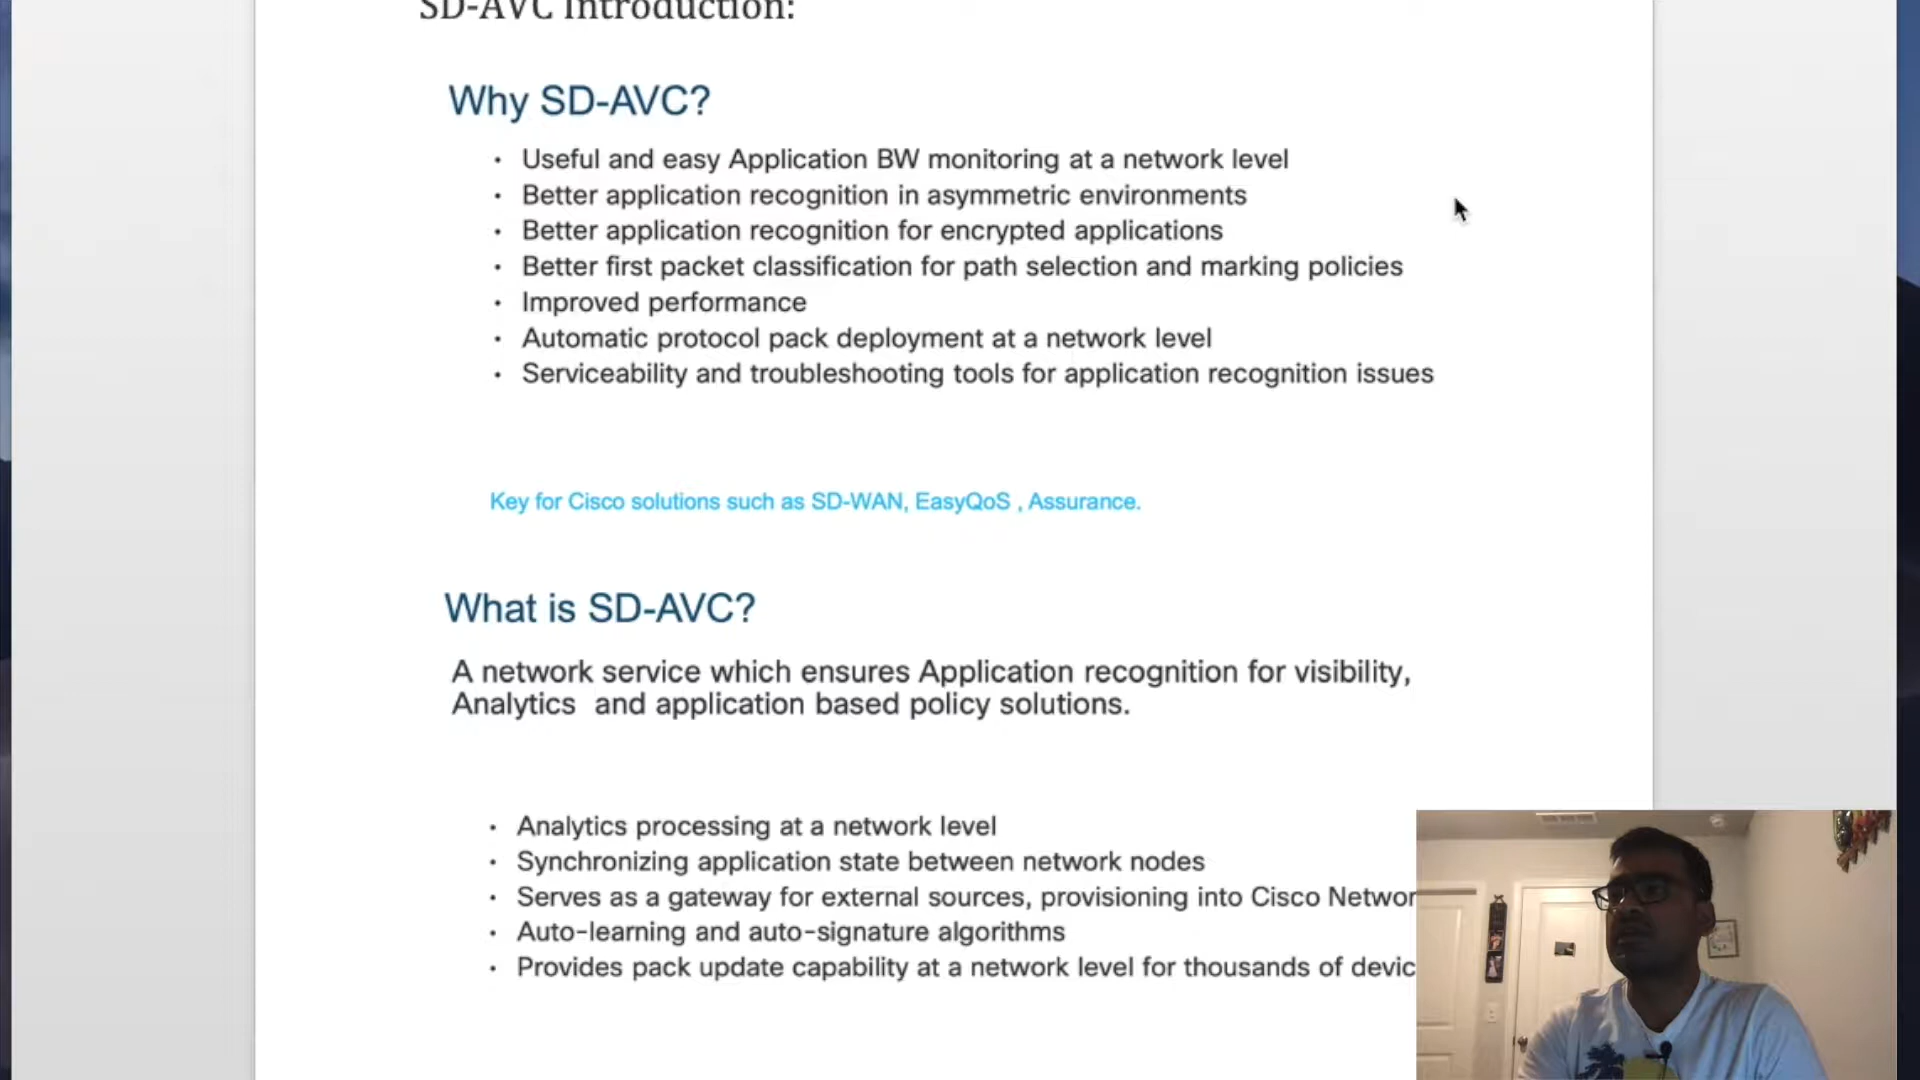 SD-AVC Introduction:
Why SD-AVC?
• Useful and easy Application BW monitoring at a network level
• Better application recognition in asymmetric environments
• Better application recognition for encrypted applications
• Better first packet classification for path selection and marking policies
• Improved performance
• Automatic protocol pack deployment at a network level
• Serviceability and troubleshooting tools for application recognition issues
Key for Cisco solutions such as SD-WAN, EasyQoS , Assurance.
What is SD-AVC?
A network service which ensures Application recognition for visibility,
Analytics and application based policy solutions.
• Analytics processing at a network level
• Synchronizing application state between network nodes
• Serves as a gateway for external sources, provisioning into Cisco Networ
• Auto-learning and auto-signature algorithms
• Provides pack update capability at a network level for thousands of devic